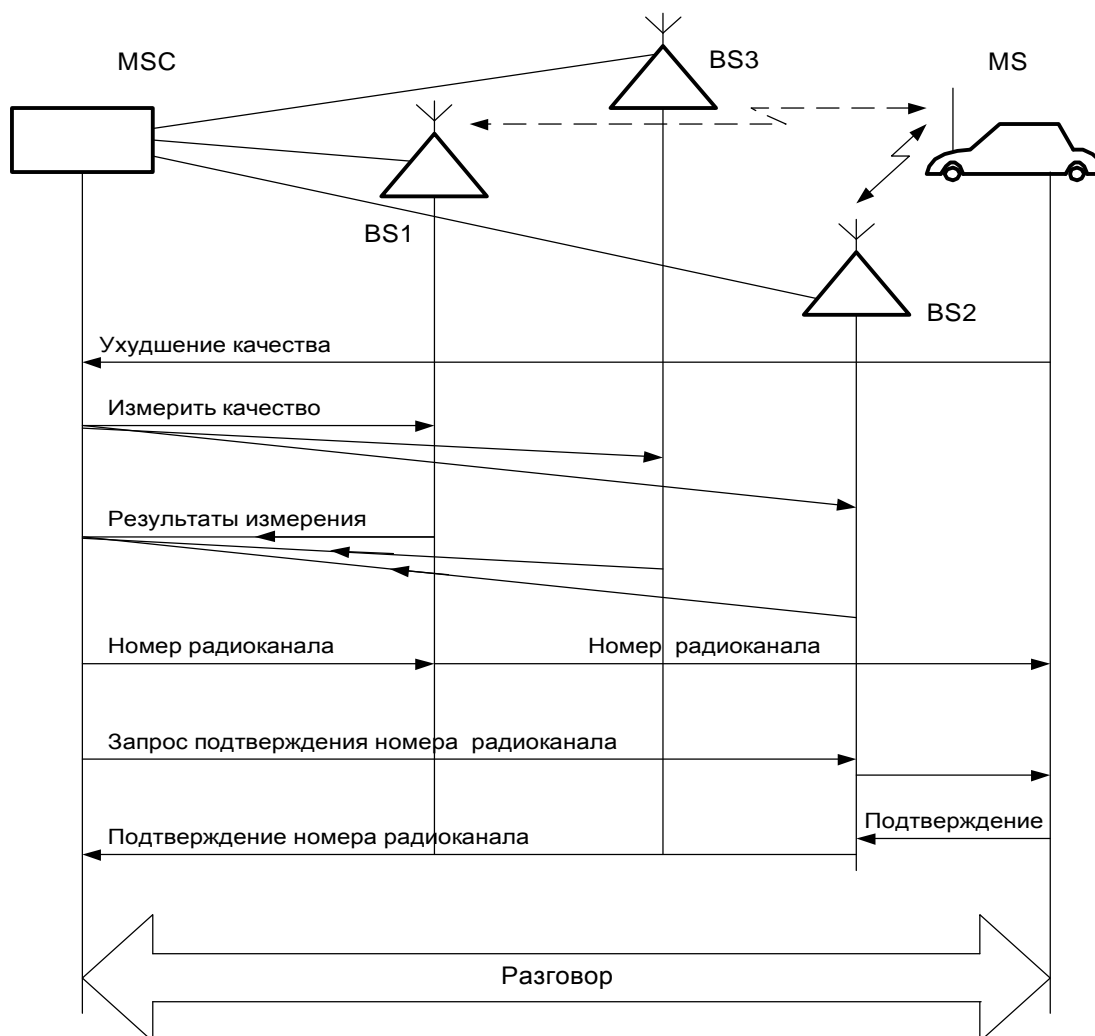 MSC
BS3
MS
BS1
BS2
Ухудшение качества
Измерить качество
Результаты измерения
Номер радиоканала
Номер радиоканала
Запрос подтверждения номера радиоканала
Подтверждение
Подтверждение номера радиоканала
Разговор